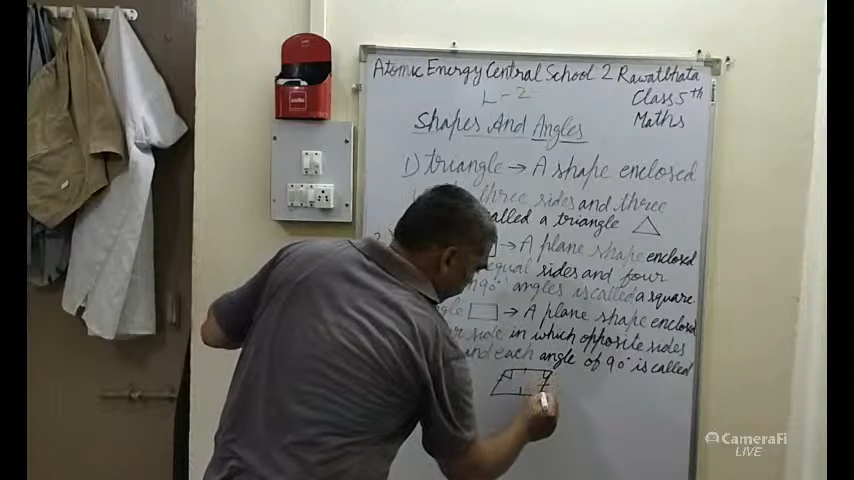 Atomic Energy Central School 2 Rawatbhata
L-2
Class 5th
Maths
Shapes And Angles
1) triangle → A shape enclosed
three sides and three
called a triangle
→ A plane shape enclosed
equal sides and four
90° angles is called a square
→ A plane shape enclosed
side in which opposite sides
and each angle of 90° is called
CameraFi
LIVE